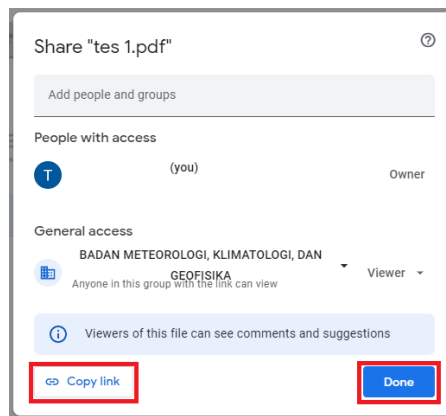 Share "tes 1.pdf"
Add people and groups
People with access
T
(you)
Owner
General access
BADAN METEOROLOGI, KLIMATOLOGI, DAN
GEOFISIKA
Viewer
Anyone in this group with the link can view
Viewers of this file can see comments and suggestions
Copy link
Done